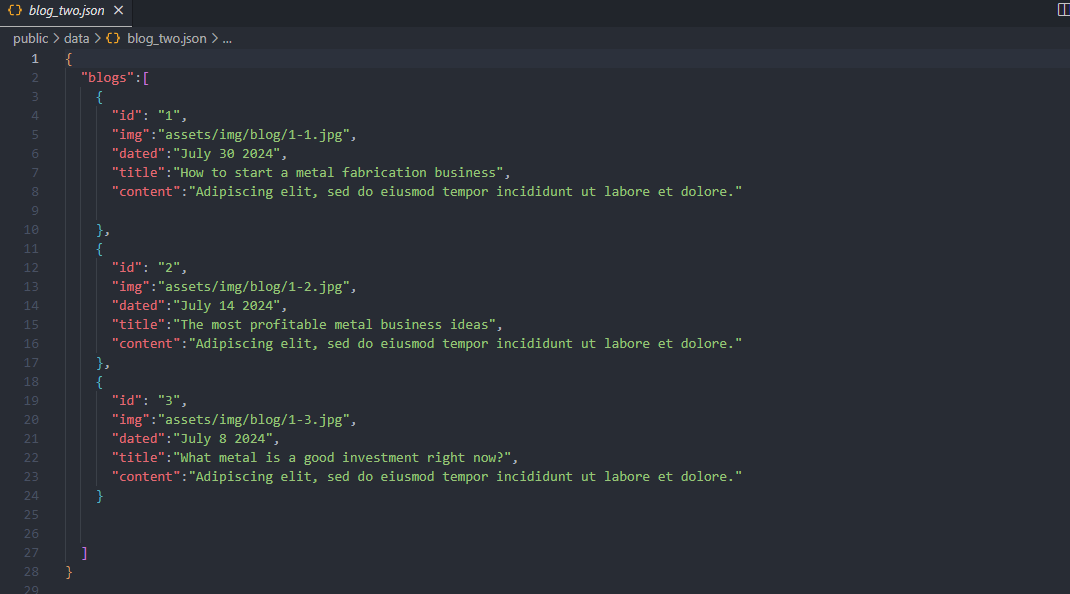 {} blog_two.json ×
public > data > {} blog_two.json > ...
1 {
2 "blogs":[
3 {
4 "id": "1",
5 "img":"assets/img/blog/1-1.jpg",
6 "dated":"July 30 2024",
7 "title":"How to start a metal fabrication business",
8 "content":"Adipiscing elit, sed do eiusmod tempor incididunt ut labore et dolore."
9
10 },
11 {
12 "id": "2",
13 "img":"assets/img/blog/1-2.jpg",
14 "dated":"July 14 2024",
15 "title":"The most profitable metal business ideas",
16 "content":"Adipiscing elit, sed do eiusmod tempor incididunt ut labore et dolore."
17 },
18 {
19 "id": "3",
20 "img":"assets/img/blog/1-3.jpg",
21 "dated":"July 8 2024",
22 "title":"What metal is a good investment right now?",
23 "content":"Adipiscing elit, sed do eiusmod tempor incididunt ut labore et dolore."
24 }
25
26
27 ]
28 }
29